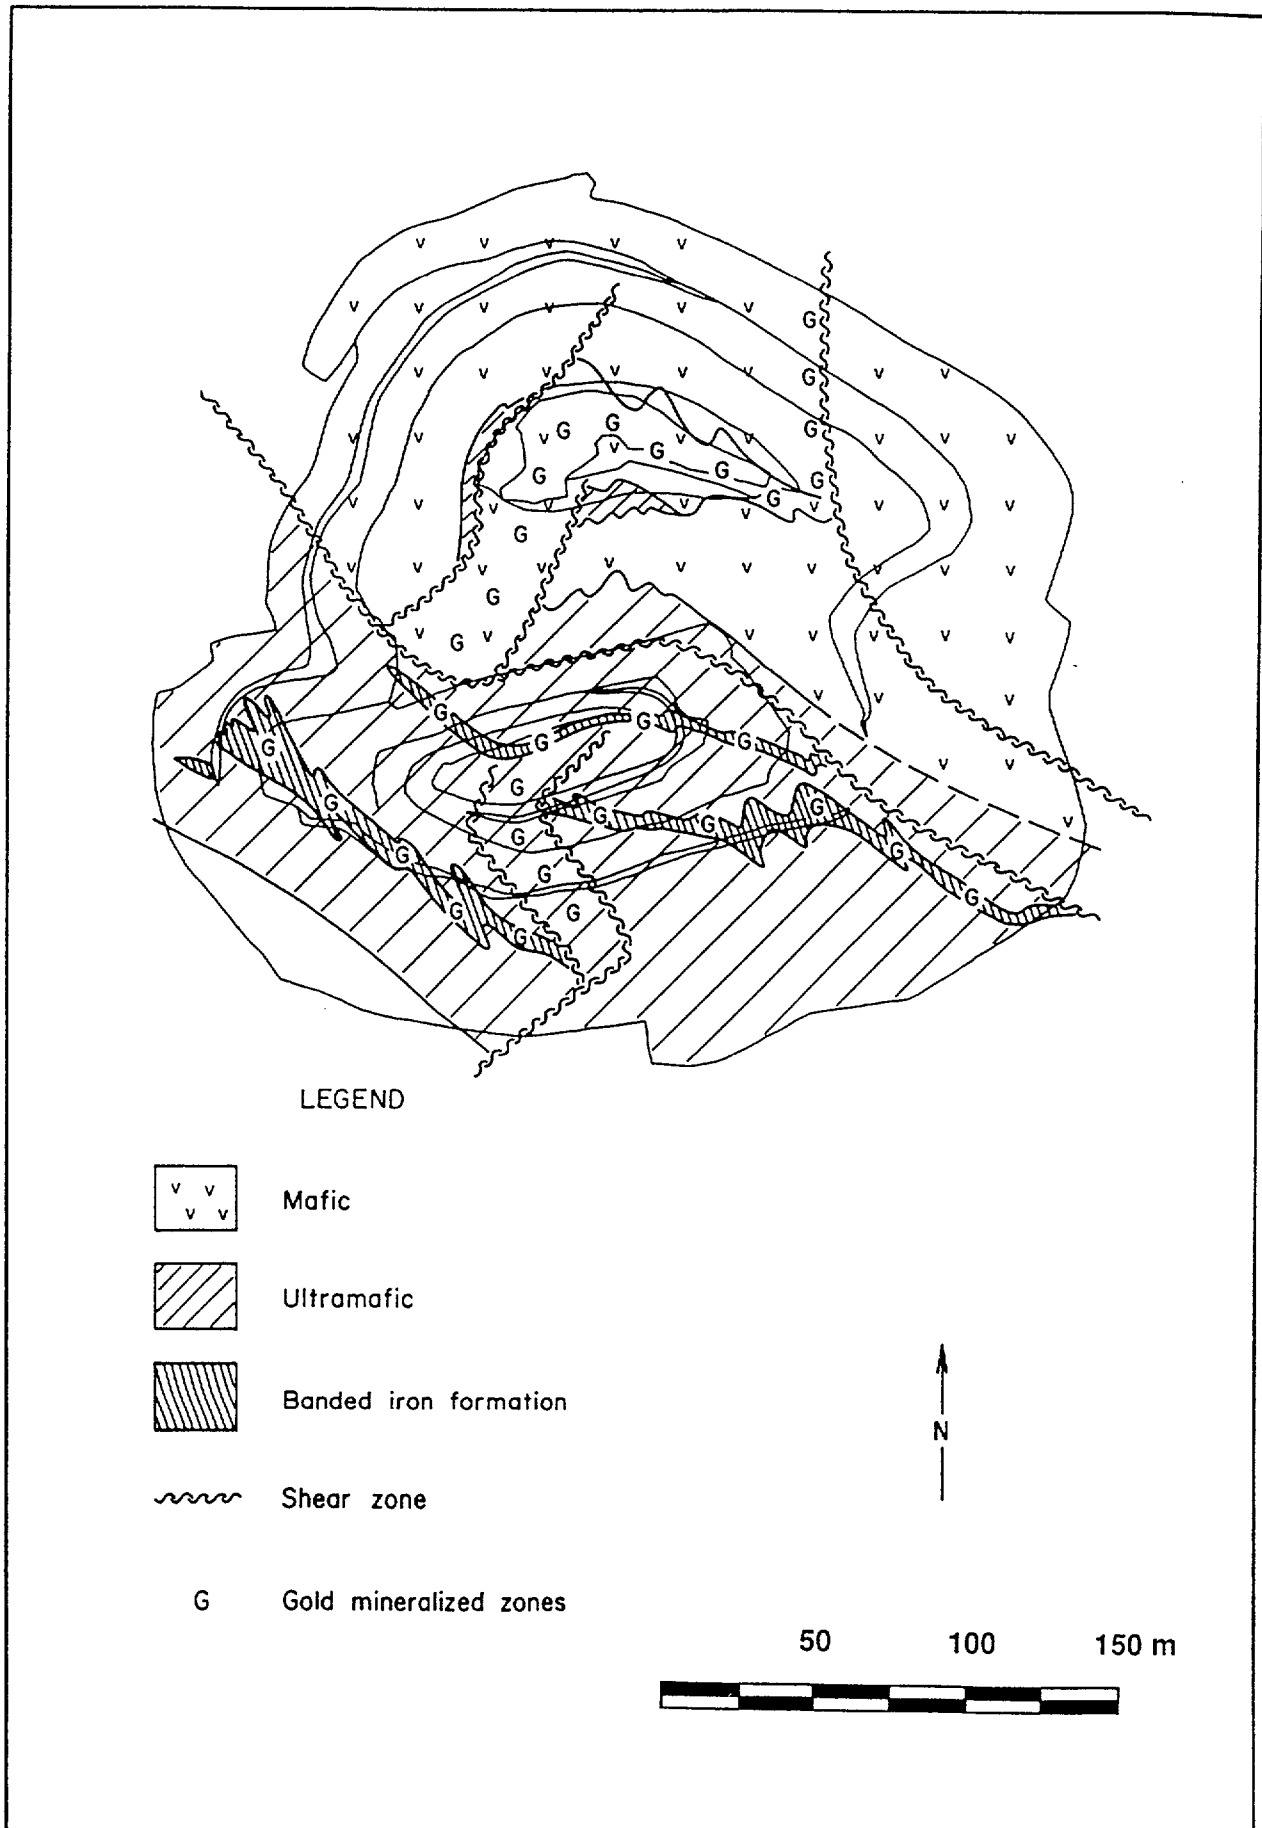 v v v v v
v v v v v v v G
v v v v v v G v v
v v G G v v G v v v
v G G G
G G v v v v v v v v v
G
v v v v v v v v v v
G
v G v v v v v v
v v v
G G G G v v
G G
G G G G v
G G G
G G
G G
G
LEGEND
v v
v v
Mafic
Ultramafic
Banded iron formation
N
Shear zone
G Gold mineralized zones
50 100 150 m